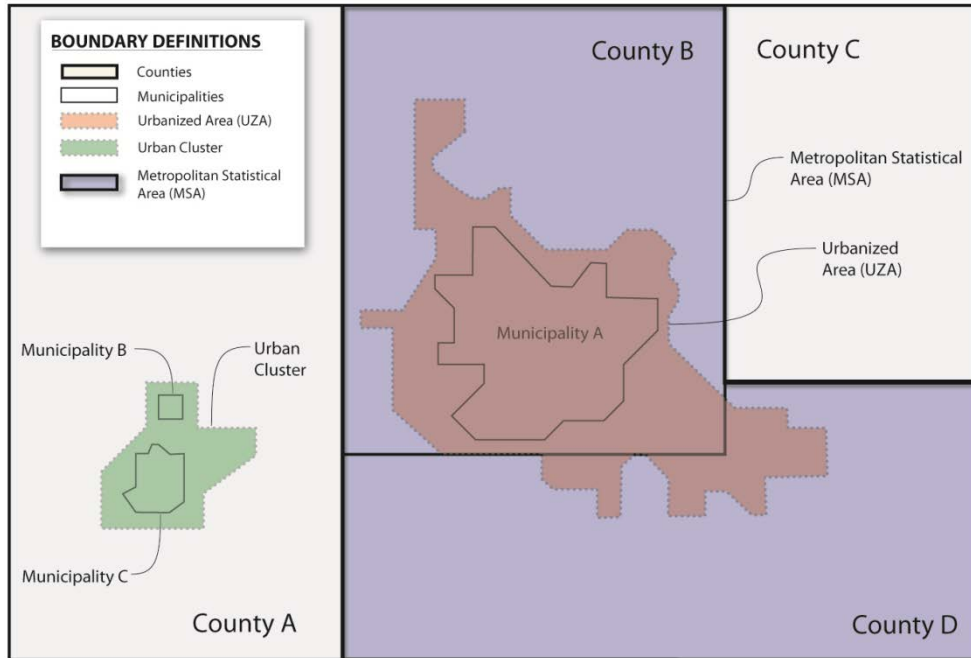 BOUNDARY DEFINITIONS
Counties
Municipalities
Urbanized Area (UZA)
Urban Cluster
Metropolitan Statistical
Area (MSA)
County B
County C
Metropolitan Statistical
Area (MSA)
Urbanized
Area (UZA)
Municipality A
Municipality B
Urban
Cluster
Municipality C
County A
County D